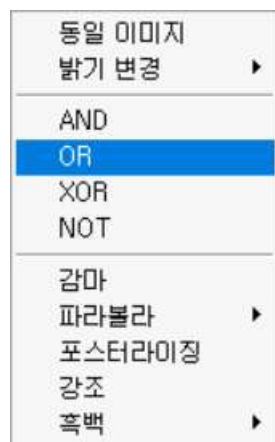 동일 이미지
밝기 변경
AND
OR
XOR
NOT
감마
파라볼라
포스터라이징
강조
흑백